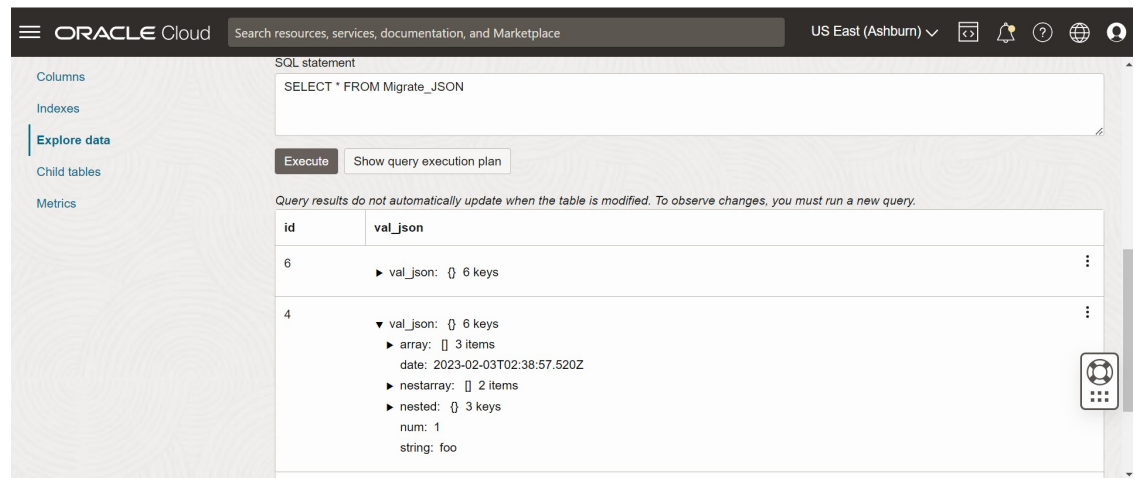 ORACLE Cloud
Search resources, services, documentation, and Marketplace
US East (Ashburn)
Columns
Indexes
Explore data
Child tables
Metrics
SQL statement
SELECT * FROM Migrate_JSON
Execute
Show query execution plan
Query results do not automatically update when the table is modified. To observe changes, you must run a new query.
id val_json
6
val_json: {} 6 keys
4
val_json: {} 6 keys
array: [] 3 items
date: 2023-02-03T02:38:57.520Z
nestarray: [] 2 items
nested: {} 3 keys
num: 1
string: foo